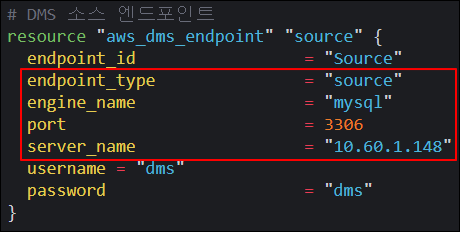 # DMS 소스 엔드포인트
resource "aws_dms_endpoint" "source" {
  endpoint_id                 = "Source"
  endpoint_type               = "source"
  engine_name                 = "mysql"
  port                        = 3306
  server_name                 = "10.60.1.148"
  username = "dms"
  password                    = "dms"
}